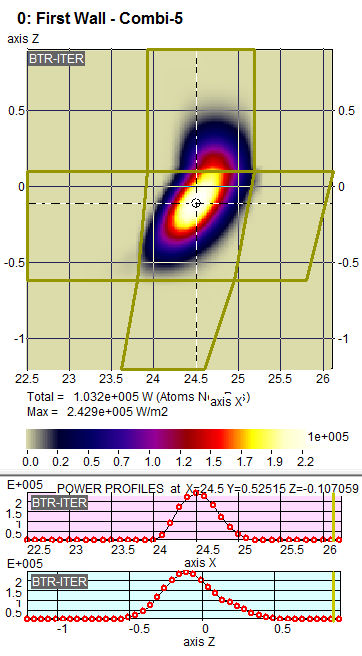 0: First Wall - Combi-5
axis Z
BTR-ITER
0.5 0.5
0 0
-0.5 -0.5
-1 -1
22.5 23 23.5 24 24.5 25 25.5 26
axis X
Total = 1.032e+005 W (Atoms
Max = 2.429e+005 W/m2
1e+005
0.0 0.2 0.5 0.7 1.0 1.2 1.5 1.7 1.9 2.2
POWER PROFILES at X=24.5 Y=0.52515 Z=-0.107059
E+005
BTR-ITER
2
1.5
1
0.5
22.5 23 23.5 24 24.5 25 25.5 26
axis X
E+005
BTR-ITER
2
1.5
1
0.5
-1 -0.5 0 0.5
axis Z